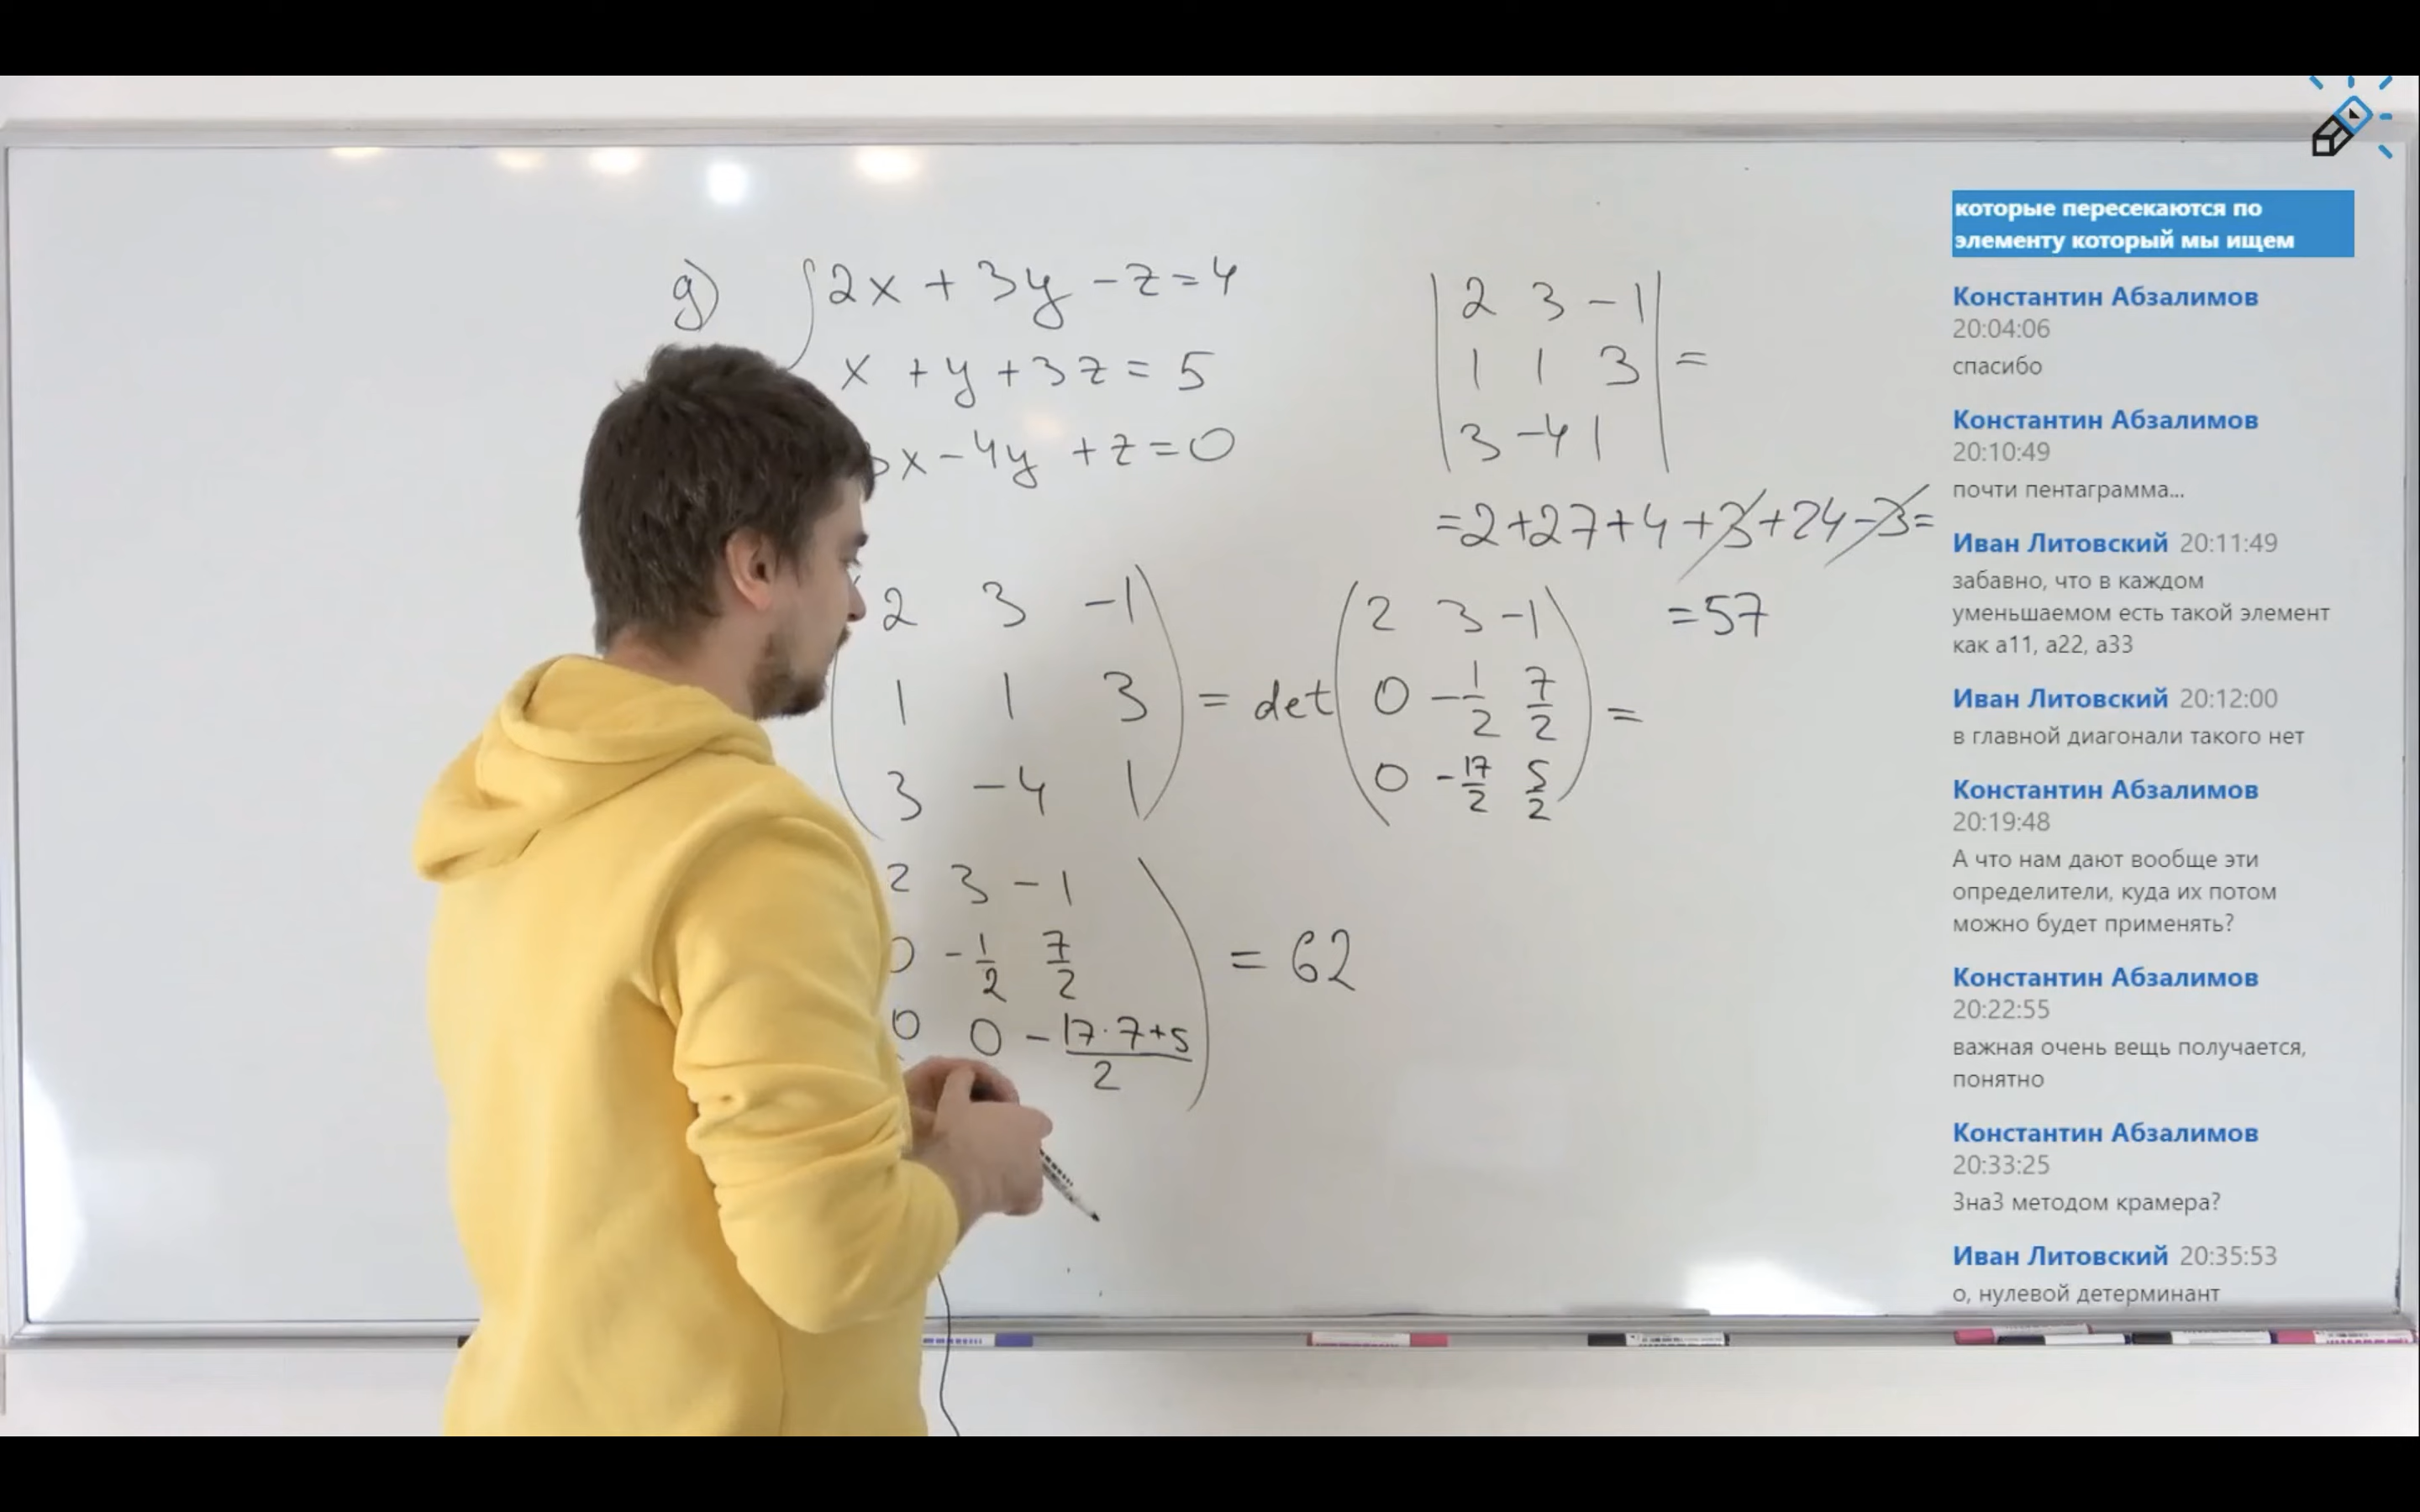 g) 2x + 3y - z = 4
x + y + 3z = 5
x - 4y + z = 0
| 2 3 -1 |
| 1 1 3 | =
| 3 -4 1 |
= 2 + 27 + 4 + 3 + 24 - 3 =
= 57
( 2 3 -1 )
( 1 1 3 ) = det
( 3 -4 1 )
( 2 3 -1 )
( 0 -1/2 7/2 ) =
( 0 -17/2 5/2 )
2 3 -1 )
0 -1/2 7/2 ) = 62
0 0 -17·7+5/2 )
которые пересекаются по
элементу который мы ищем
Константин Абзалимов
20:04:06
спасибо
Константин Абзалимов
20:10:49
почти пентаграмма...
Иван Литовский 20:11:49
забавно, что в каждом
уменьшаемом есть такой элемент
как а11, а22, а33
Иван Литовский 20:12:00
в главной диагонали такого нет
Константин Абзалимов
20:19:48
А что нам дают вообще эти
определители, куда их потом
можно будет применять?
Константин Абзалимов
20:22:55
важная очень вещь получается,
понятно
Константин Абзалимов
20:33:25
3на3 методом крамера?
Иван Литовский 20:35:53
о, нулевой детерминант